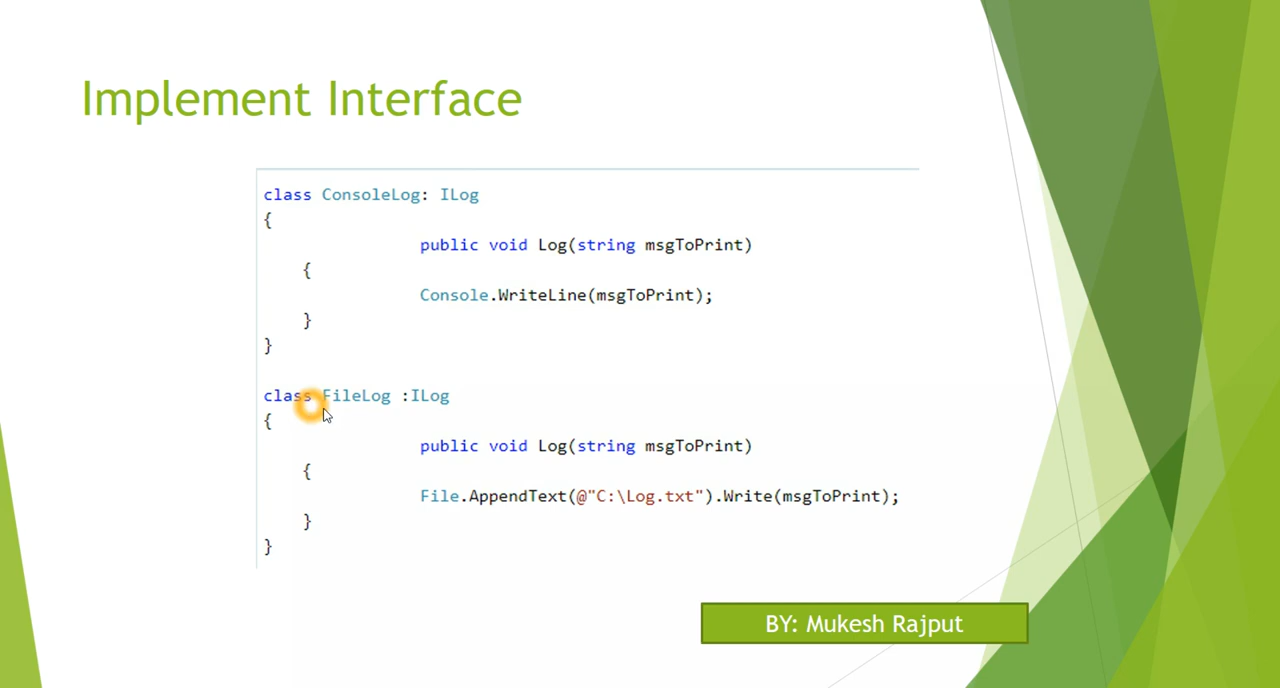 Implement Interface
class ConsoleLog: ILog
{
public void Log(string msgToPrint)
{
Console.WriteLine(msgToPrint);
}
}
class FileLog :ILog
{
public void Log(string msgToPrint)
{
File.AppendText(@"C:\Log.txt").Write(msgToPrint);
}
}
BY: Mukesh Rajput